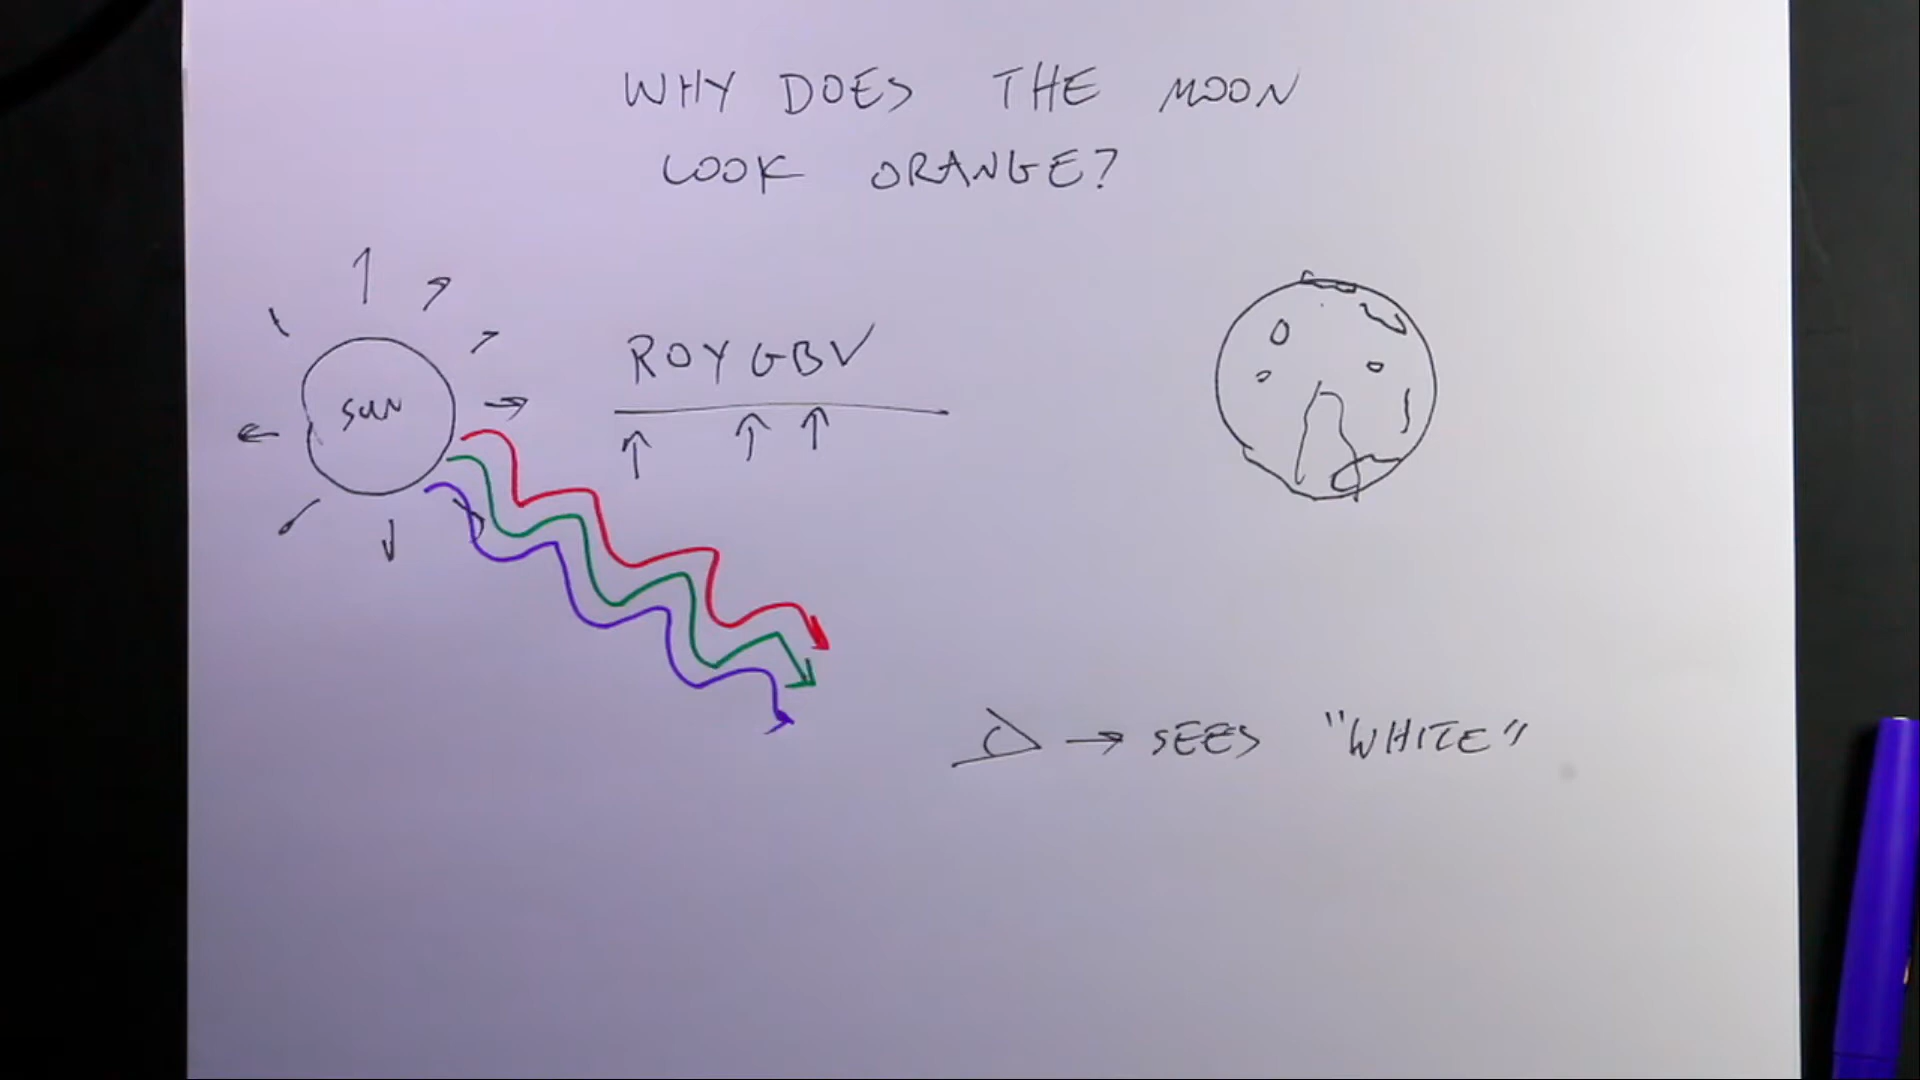 WHY DOES THE MOON
LOOK ORANGE?
SUN
ROYGBV
SEES "WHITE"